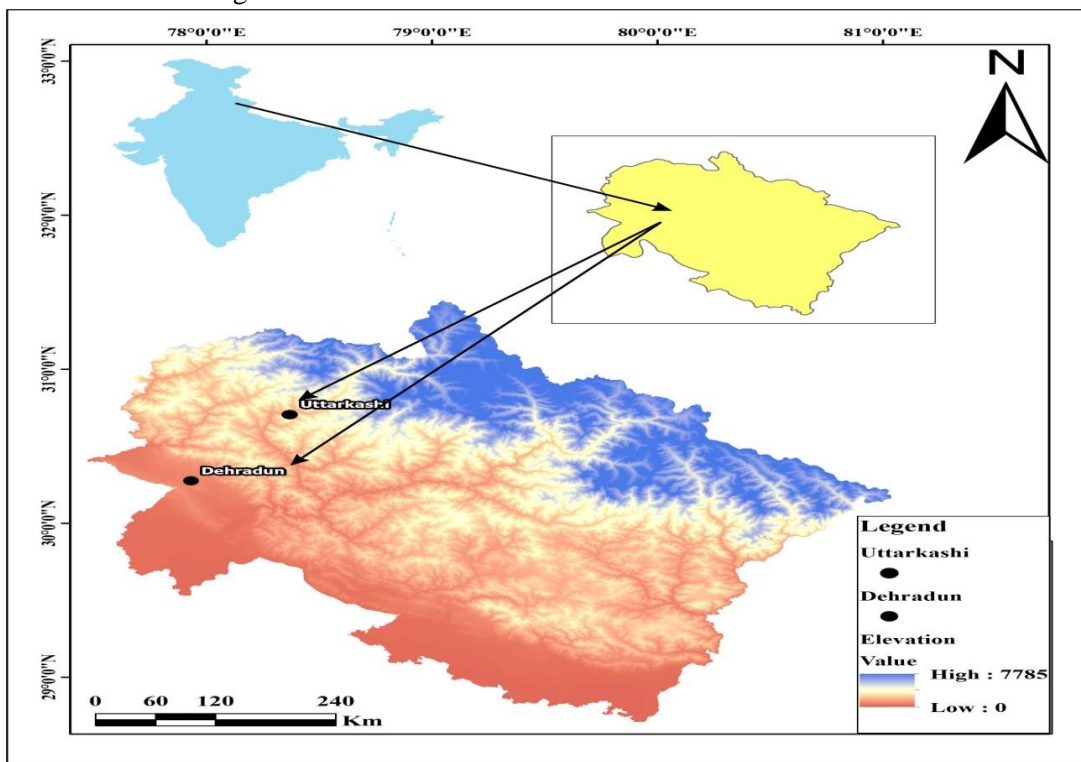 78°0'0"E 79°0'0"E 80°0'0"E 81°0'0"E
33°0'0"N
32°0'0"N
31°0'0"N
30°0'0"N
29°0'0"N
N
Uttarkashi
Dehradun
Legend
Uttarkashi
Dehradun
Elevation
Value
High : 7785
Low : 0
0 60 120 240
Km